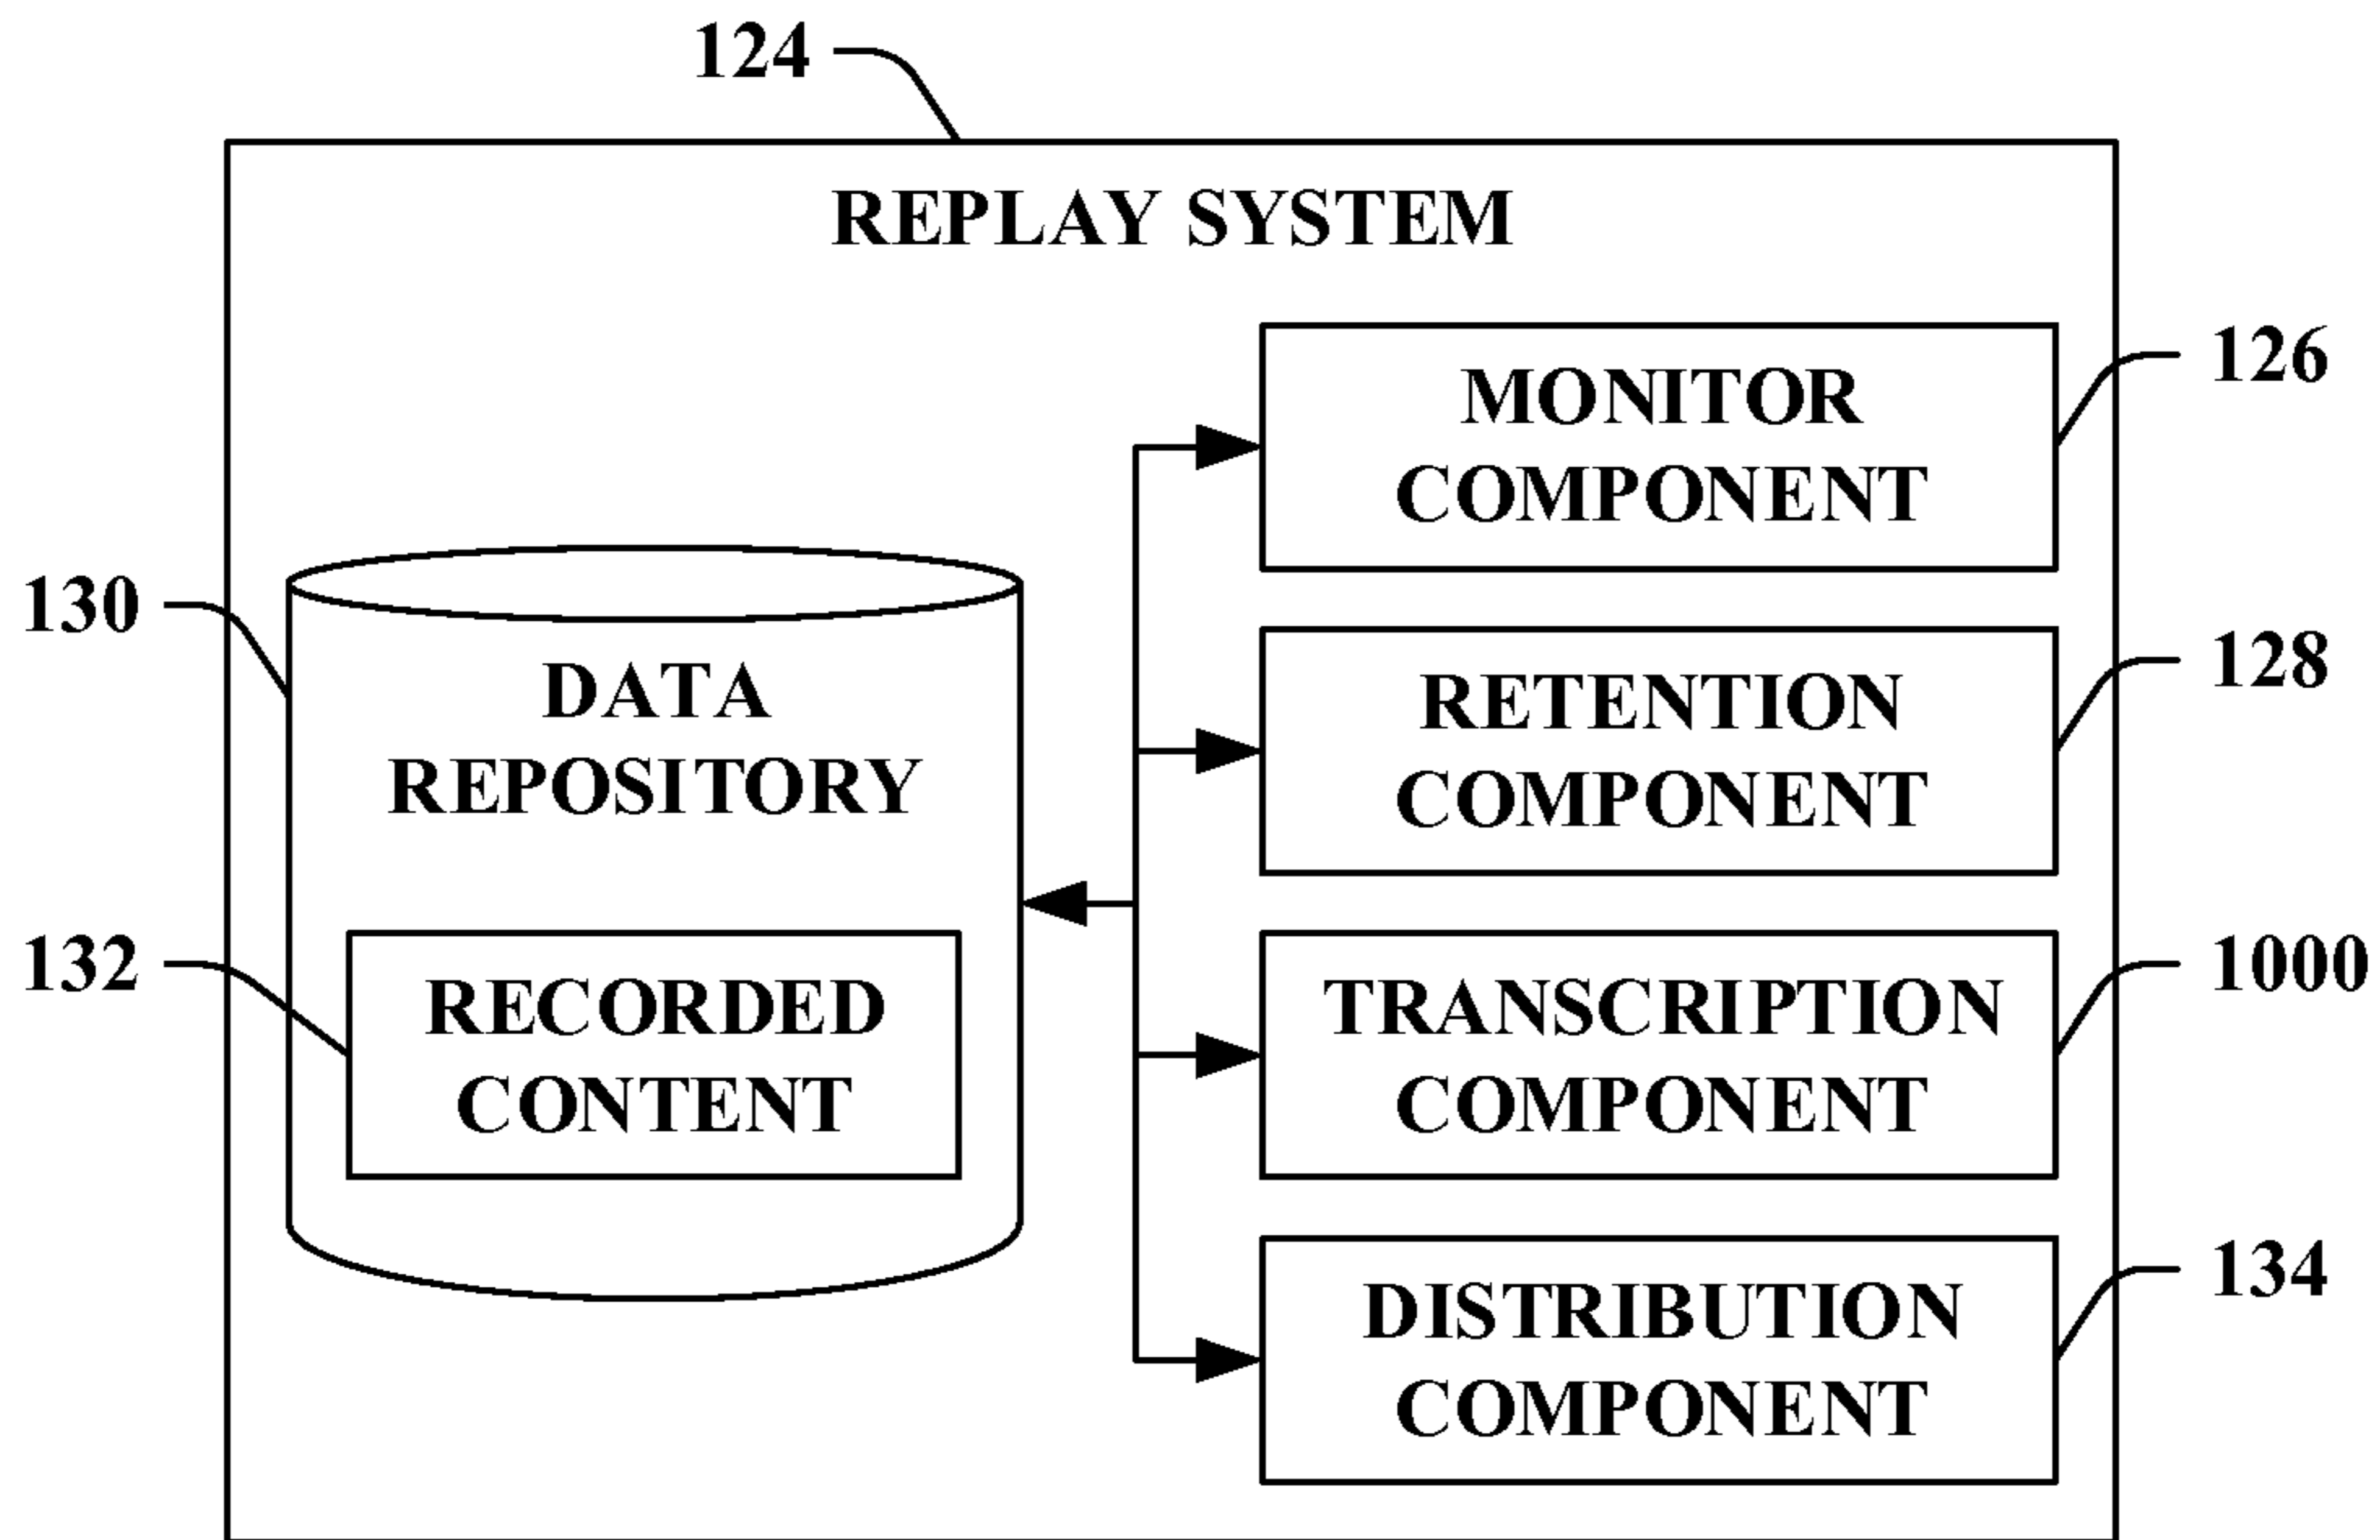 124
REPLAY SYSTEM
MONITOR
COMPONENT
126
130
DATA
REPOSITORY
RETENTION
COMPONENT
128
132
RECORDED
CONTENT
TRANSCRIPTION
COMPONENT
1000
DISTRIBUTION
COMPONENT
134